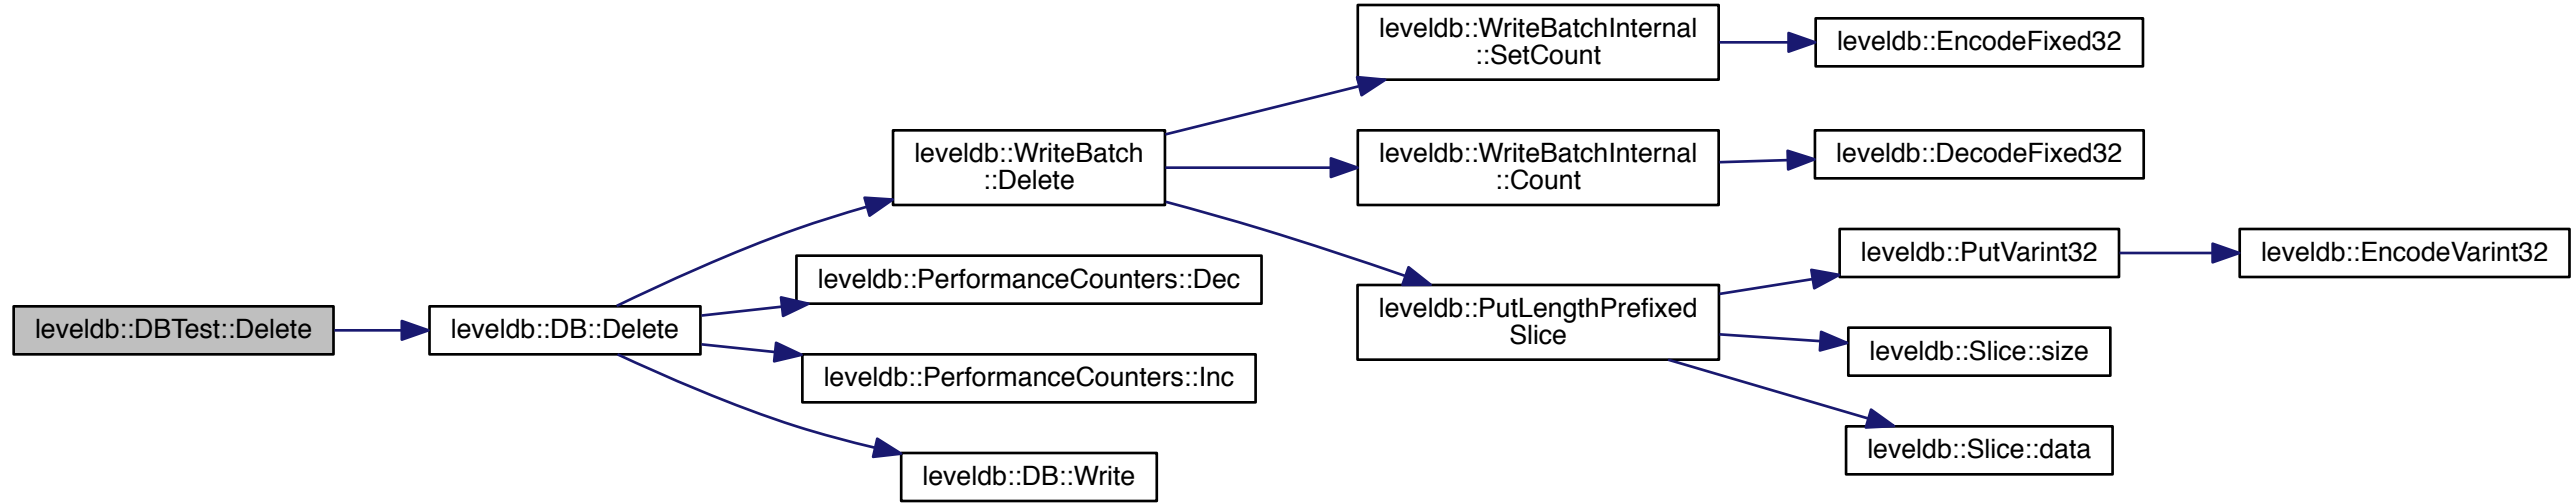 leveldb::DBTest::Delete
leveldb::DB::Delete
leveldb::WriteBatch
::Delete
leveldb::PerformanceCounters::Dec
leveldb::PerformanceCounters::Inc
leveldb::DB::Write
leveldb::WriteBatchInternal
::SetCount
leveldb::WriteBatchInternal
::Count
leveldb::PutLengthPrefixed
Slice
leveldb::EncodeFixed32
leveldb::DecodeFixed32
leveldb::PutVarint32
leveldb::Slice::size
leveldb::Slice::data
leveldb::EncodeVarint32